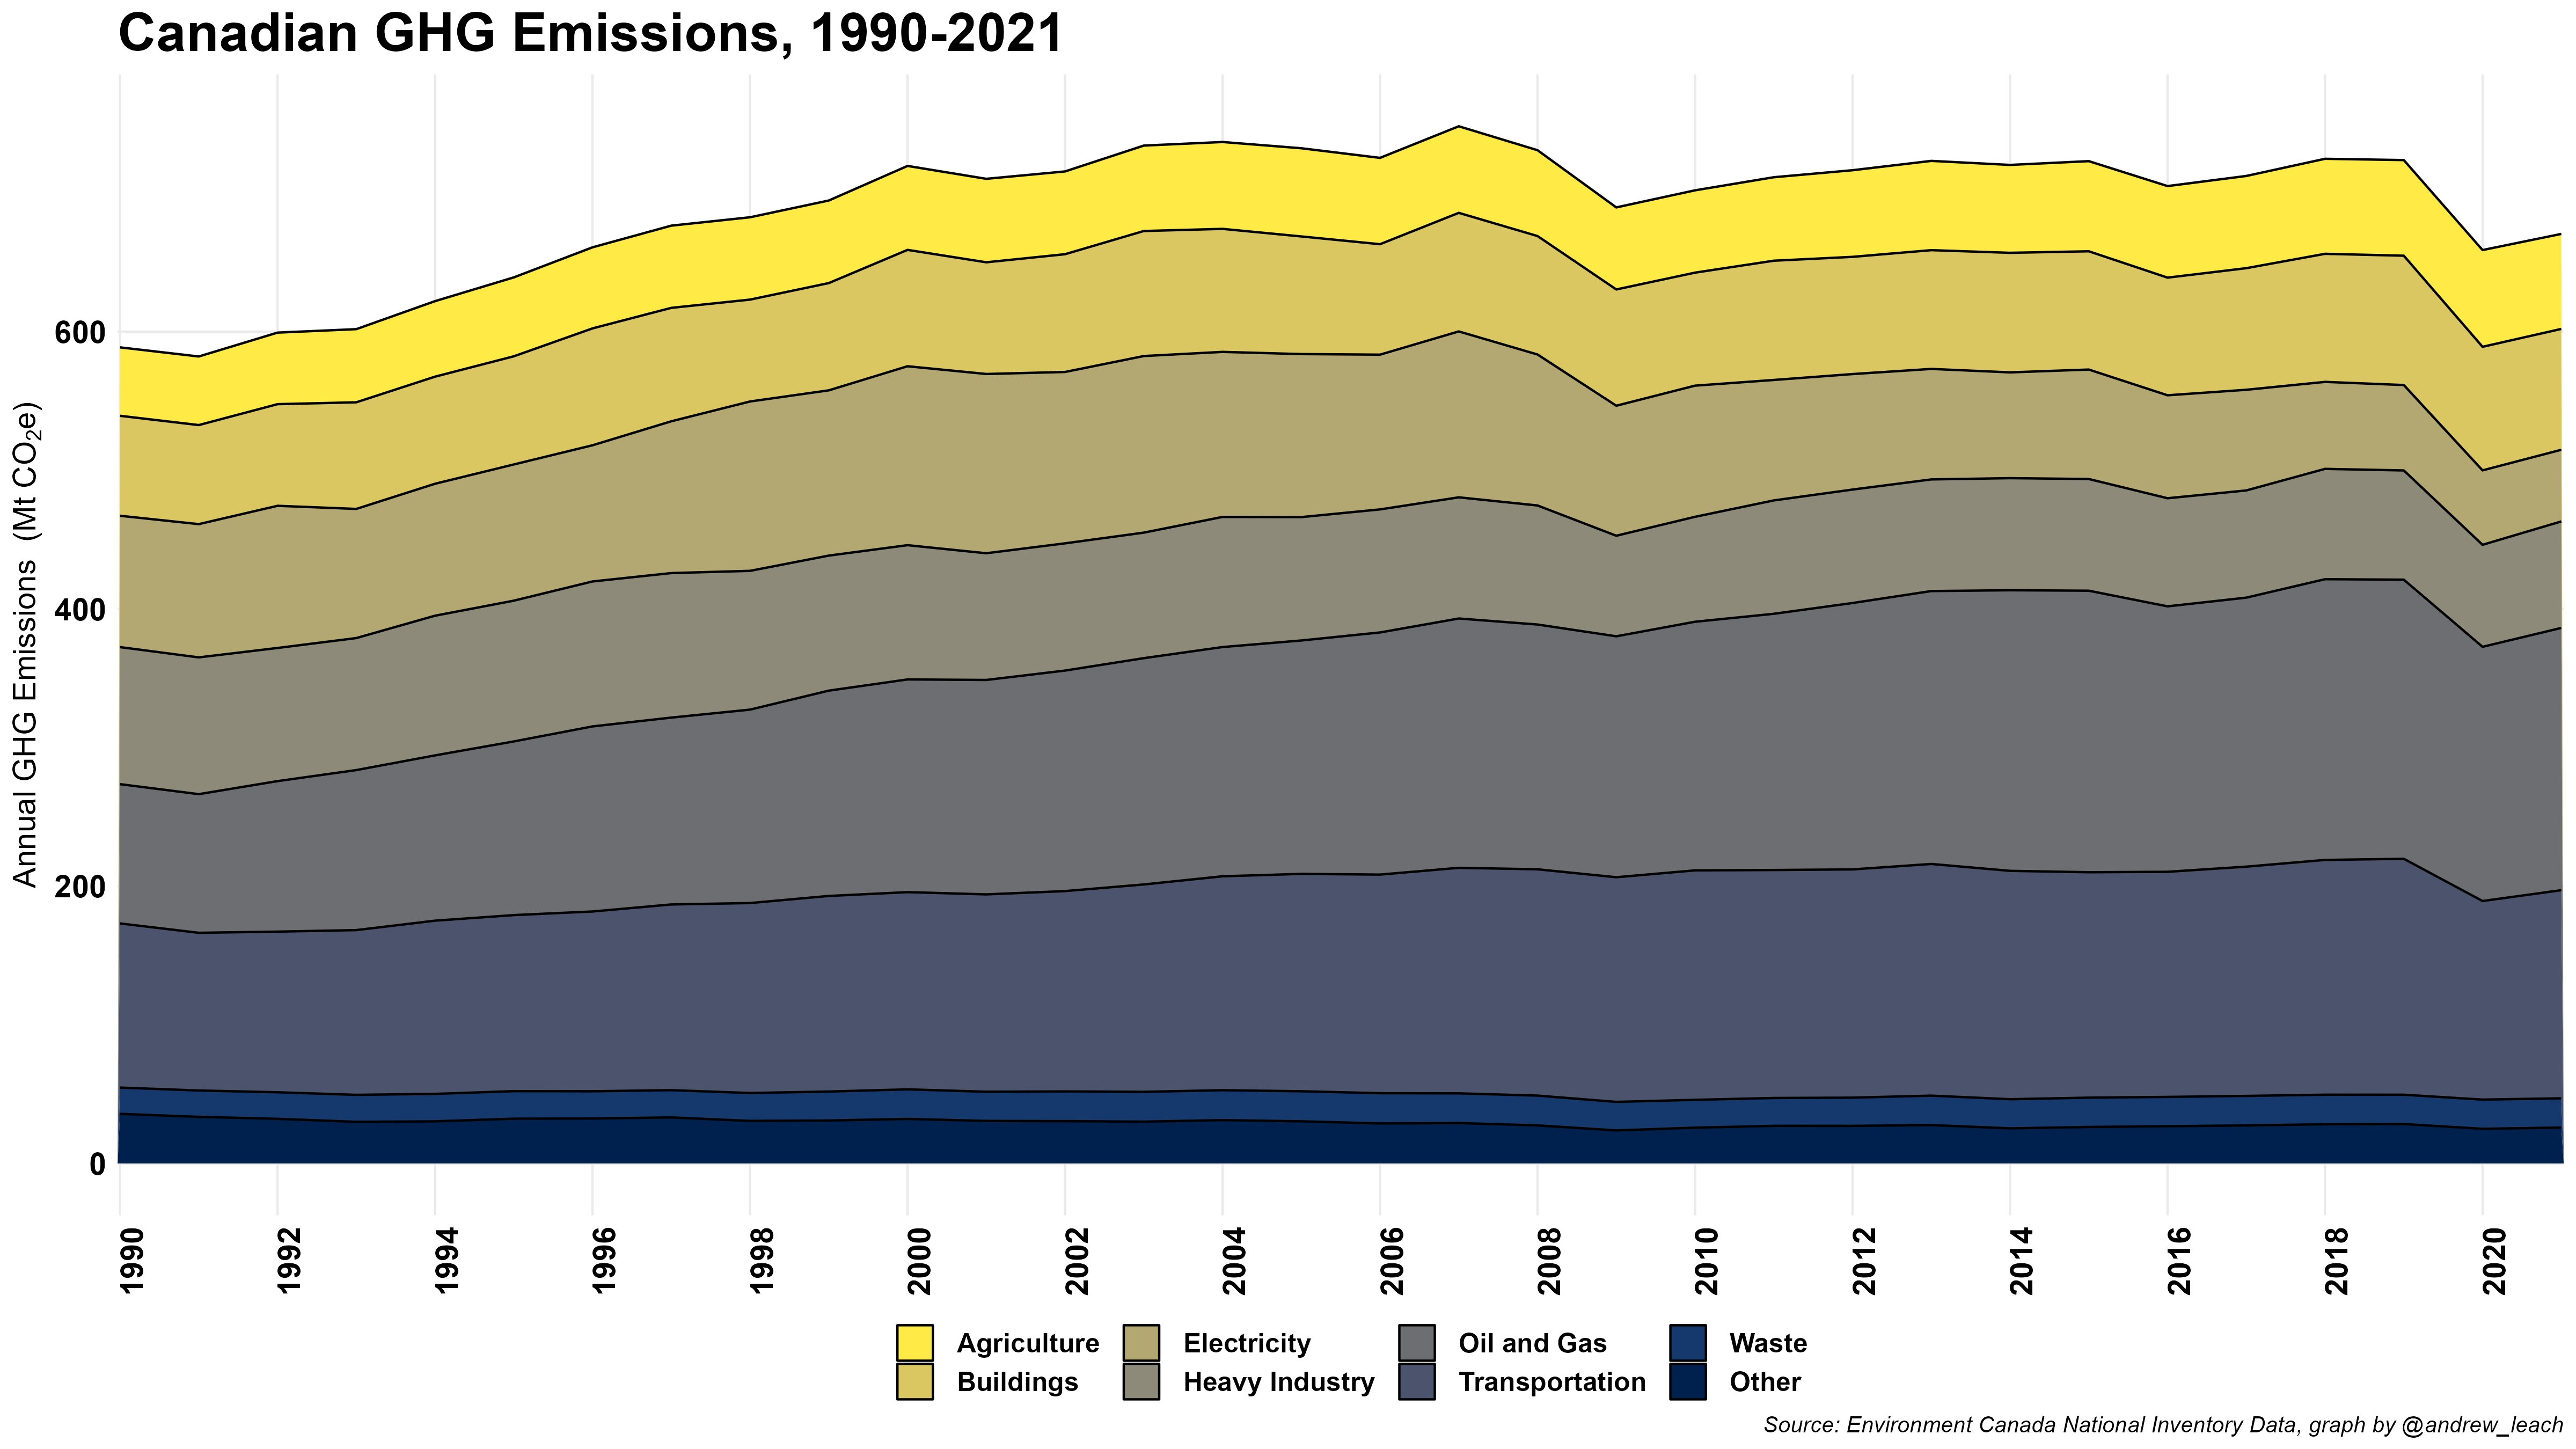 Canadian GHG Emissions, 1990-2021
Annual GHG Emissions (Mt CO₂e)
600
400
200
0
1990 1992 1994 1996 1998 2000 2002 2004 2006 2008 2010 2012 2014 2016 2018 2020
Agriculture Electricity Oil and Gas Waste
Buildings Heavy Industry Transportation Other
Source: Environment Canada National Inventory Data, graph by @andrew_leach